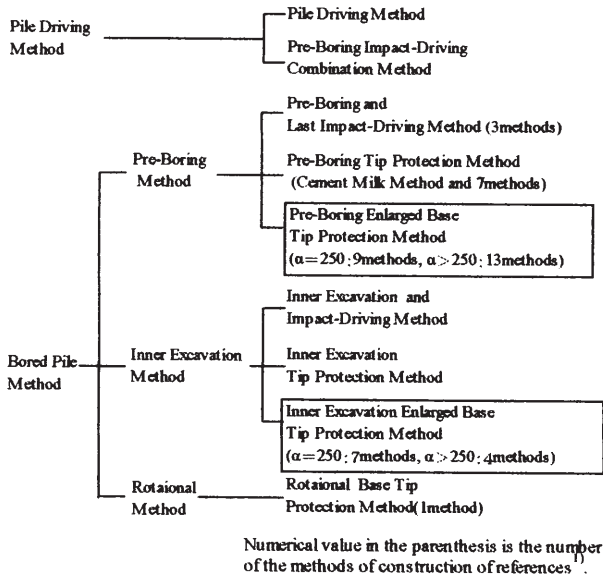 Pile Driving
Method
Pile Driving Method
Pre-Boring Impact-Driving
Combination Method
Bored Pile
Method
Pre-Boring
Method
Pre-Boring and
Last Impact-Driving Method (3methods)
Pre-Boring Tip Protection Method
(Cement Milk Method and 7methods)
Pre-Boring Enlarged Base
Tip Protection Method
(α=250:9methods, α>250:13methods)
Inner Excavation
Method
Inner Excavation and
Impact-Driving Method
Inner Excavation
Tip Protection Method
Inner Excavation Enlarged Base
Tip Protection Method
(α=250:7methods, α>250:4methods)
Rotaional
Method
Rotaional Base Tip
Protection Method(1method)
Numerical value in the parenthesis is the number
of the methods of construction of references 1).